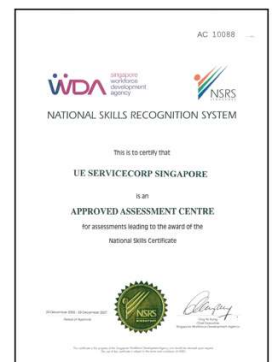 AC 10088
WDA
singapore
workforce
development
agency
NSRS
NATIONAL SKILLS RECOGNITION SYSTEM
This is to certify that
UE SERVICECORP SINGAPORE
is an
APPROVED ASSESSMENT CENTRE
for assessments leading to the award of the
National Skills Certificate
NSRS